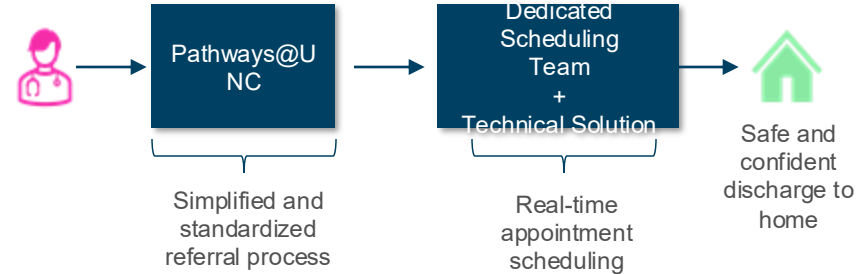 Pathways@U
NC
Dedicated
Scheduling
Team
+
Technical Solution
Simplified and
standardized
referral process
Real-time
appointment
scheduling
Safe and
confident
discharge to
home